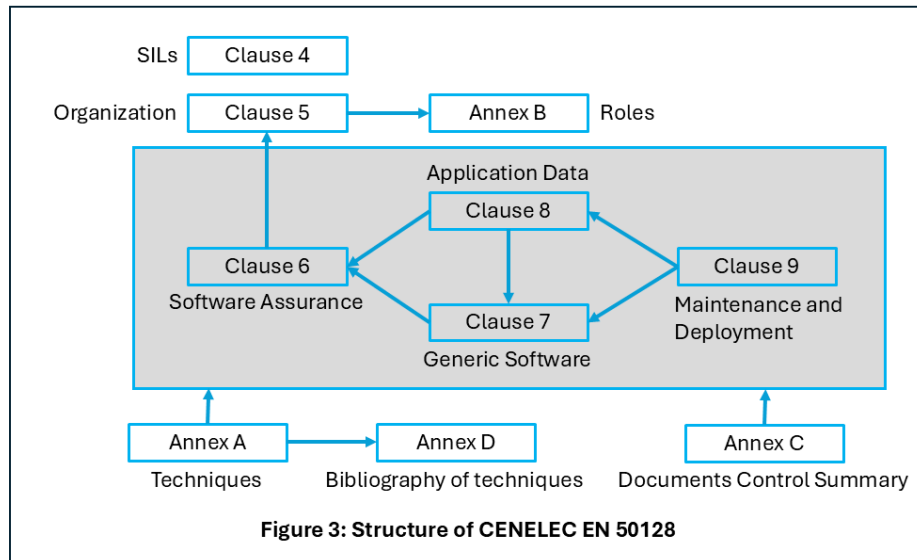 SILs
Clause 4
Organization
Clause 5
Annex B
Roles
Application Data
Clause 8
Clause 6
Software Assurance
Clause 9
Maintenance and
Deployment
Clause 7
Generic Software
Annex A
Techniques
Annex D
Bibliography of techniques
Annex C
Documents Control Summary
Figure 3: Structure of CENELEC EN 50128